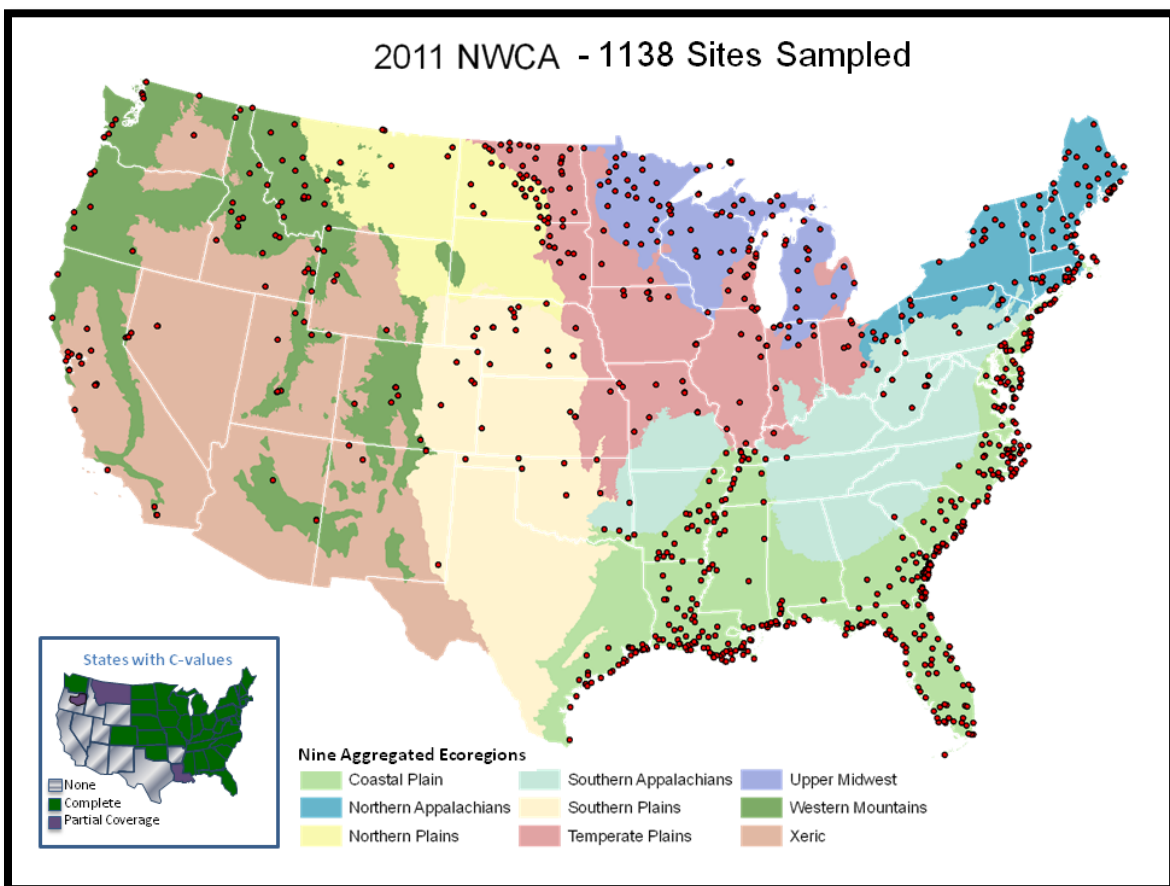 2011 NWCA - 1138 Sites Sampled
States with C-values
None
Complete
Partial Coverage
Nine Aggregated Ecoregions
Coastal Plain
Southern Appalachians
Upper Midwest
Northern Appalachians
Southern Plains
Western Mountains
Northern Plains
Temperate Plains
Xeric